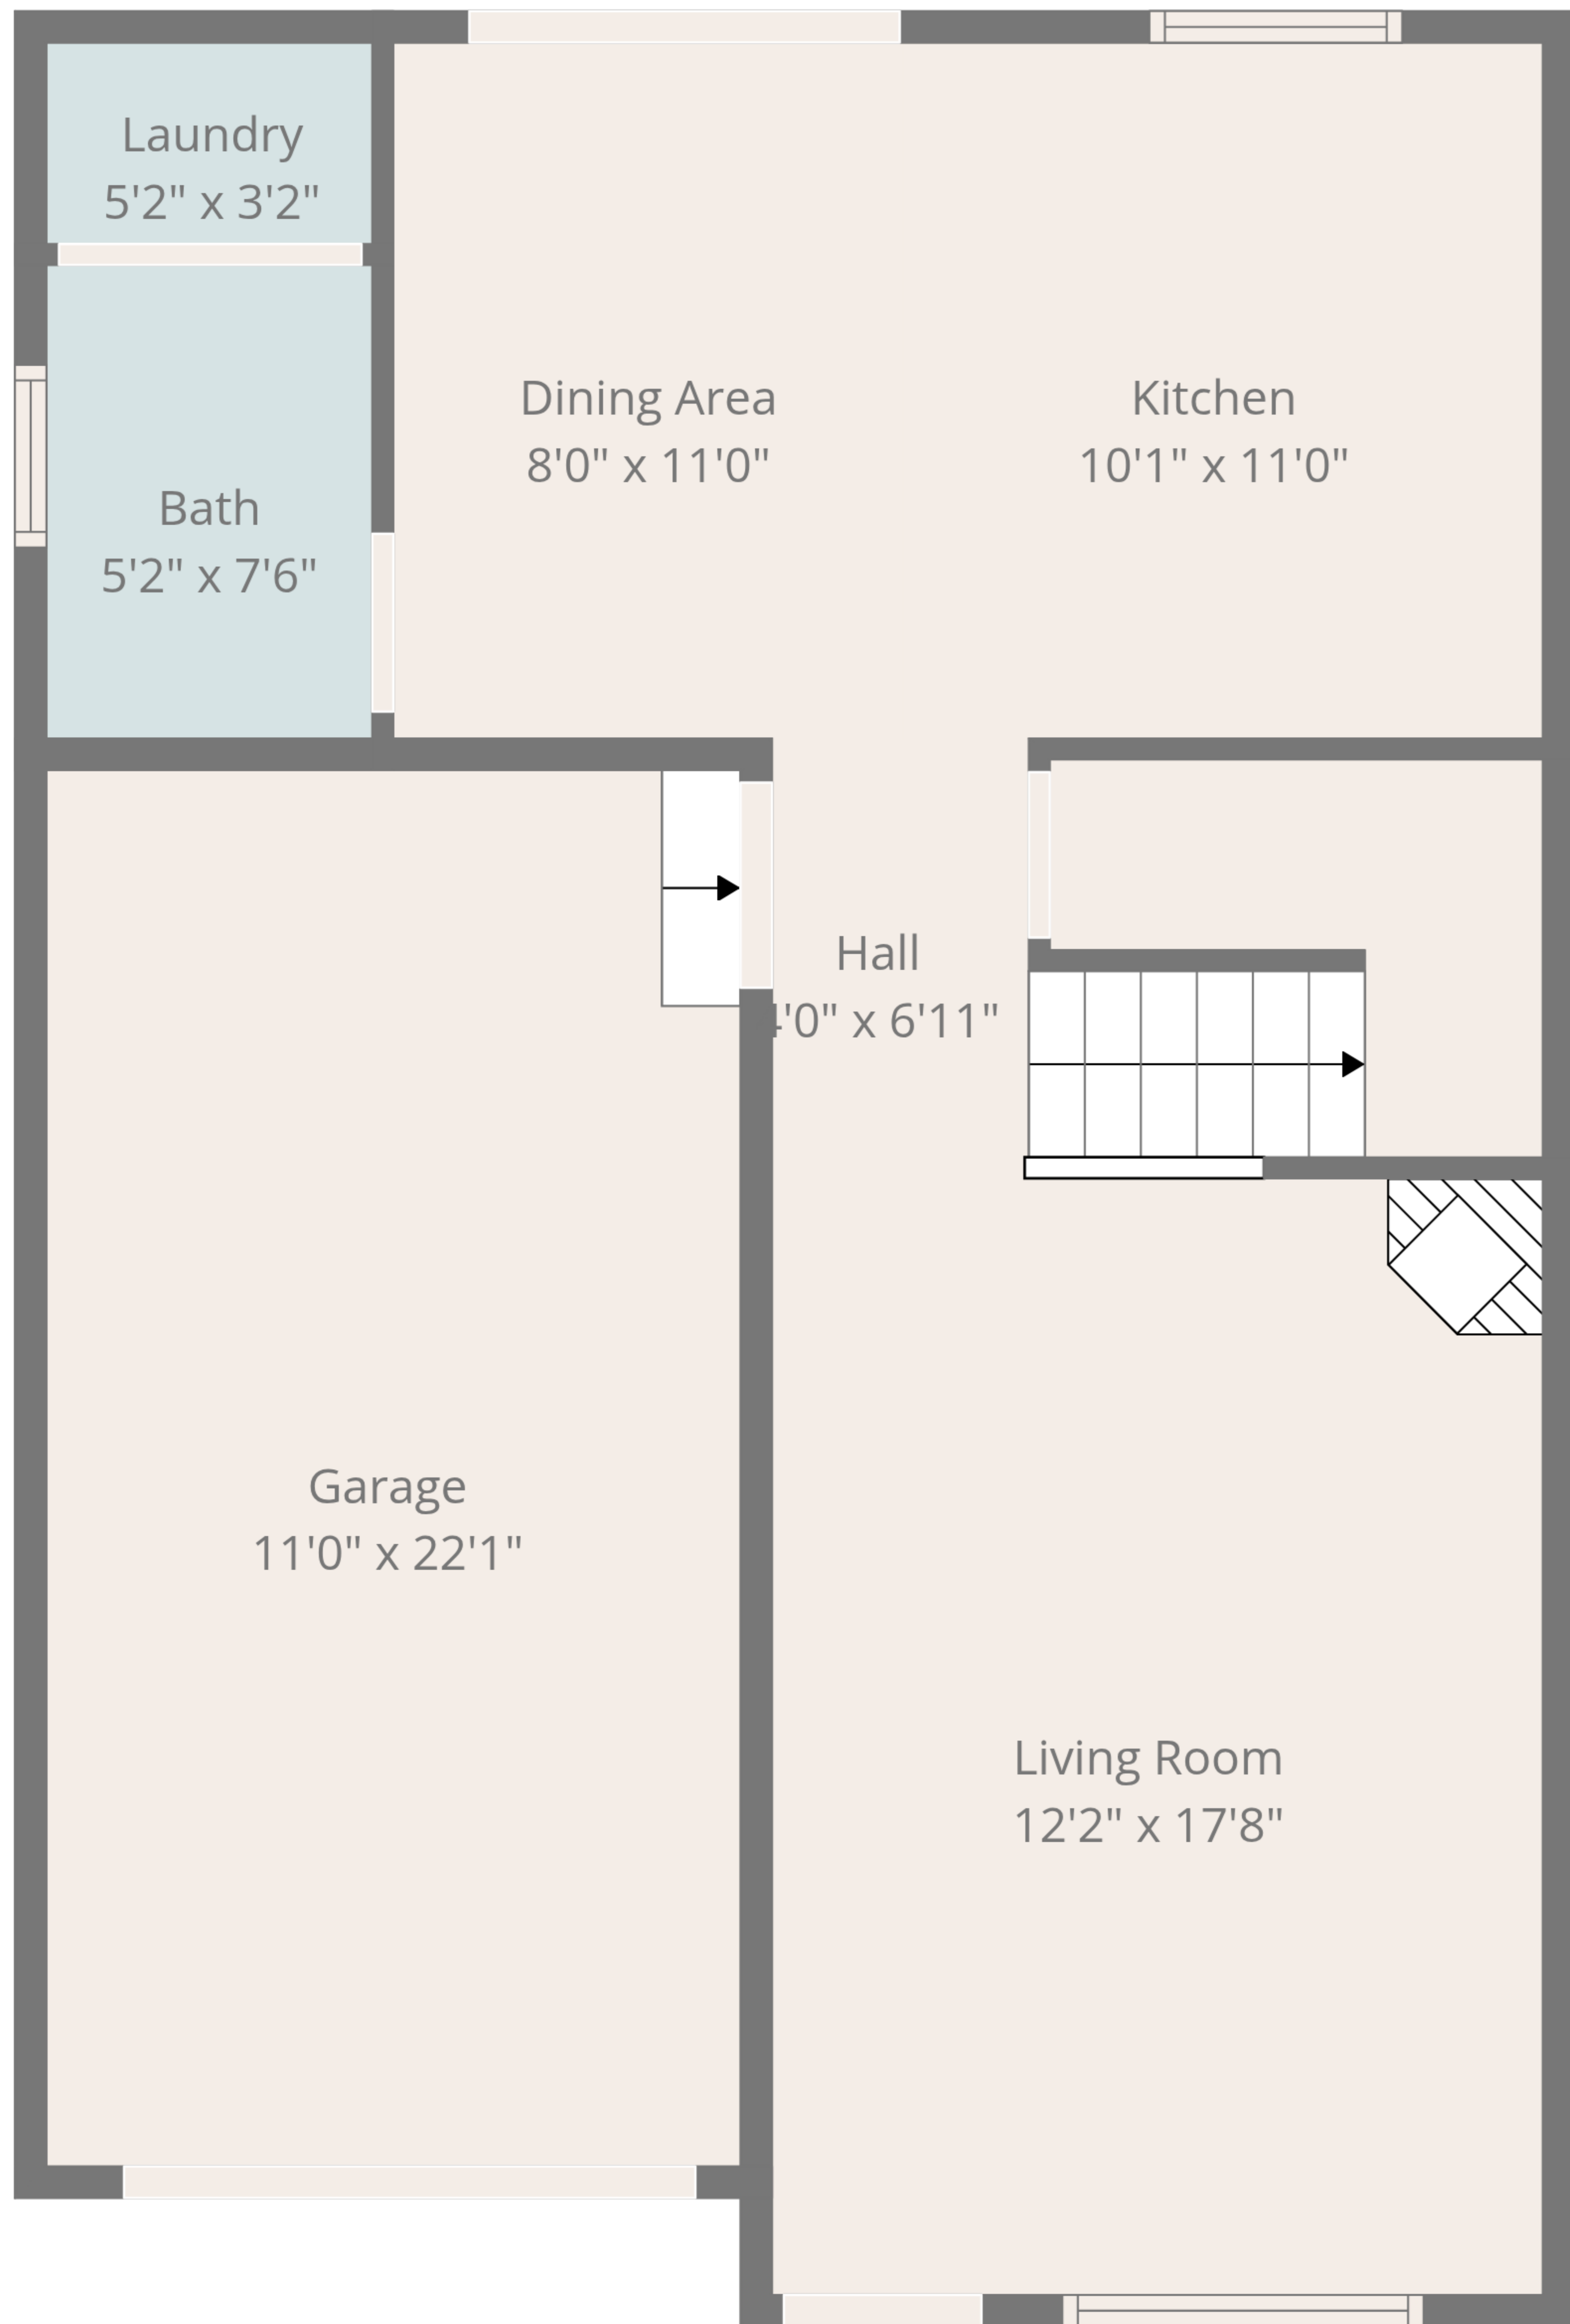 Laundry
5'2" x 3'2"
Dining Area
8'0" x 11'0"
Kitchen
10'1" x 11'0"
Bath
5'2" x 7'6"
Hall
4'0" x 6'11"
Garage
11'0" x 22'1"
Living Room
12'2" x 17'8"